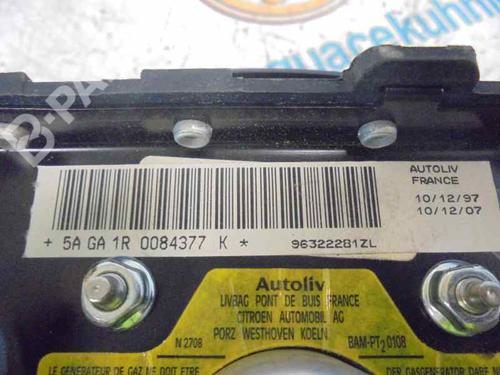 uacekuhn
B-PA
AUTOLIV
FRANCE
10/12/97
10/12/07
+ 5A GA 1R 0084377 K *
96322281ZL
Autoliv
LIVBAG PONT DE BUIS FRANCE
CITROEN AUTOMOBIL AG
PORZ WESTHOVEN KOELN
N 2708
BAM-PT2 0108
LE GENERATEUR DE GAZ NE DOIT ETRE
DER GASGENERATOR DARF